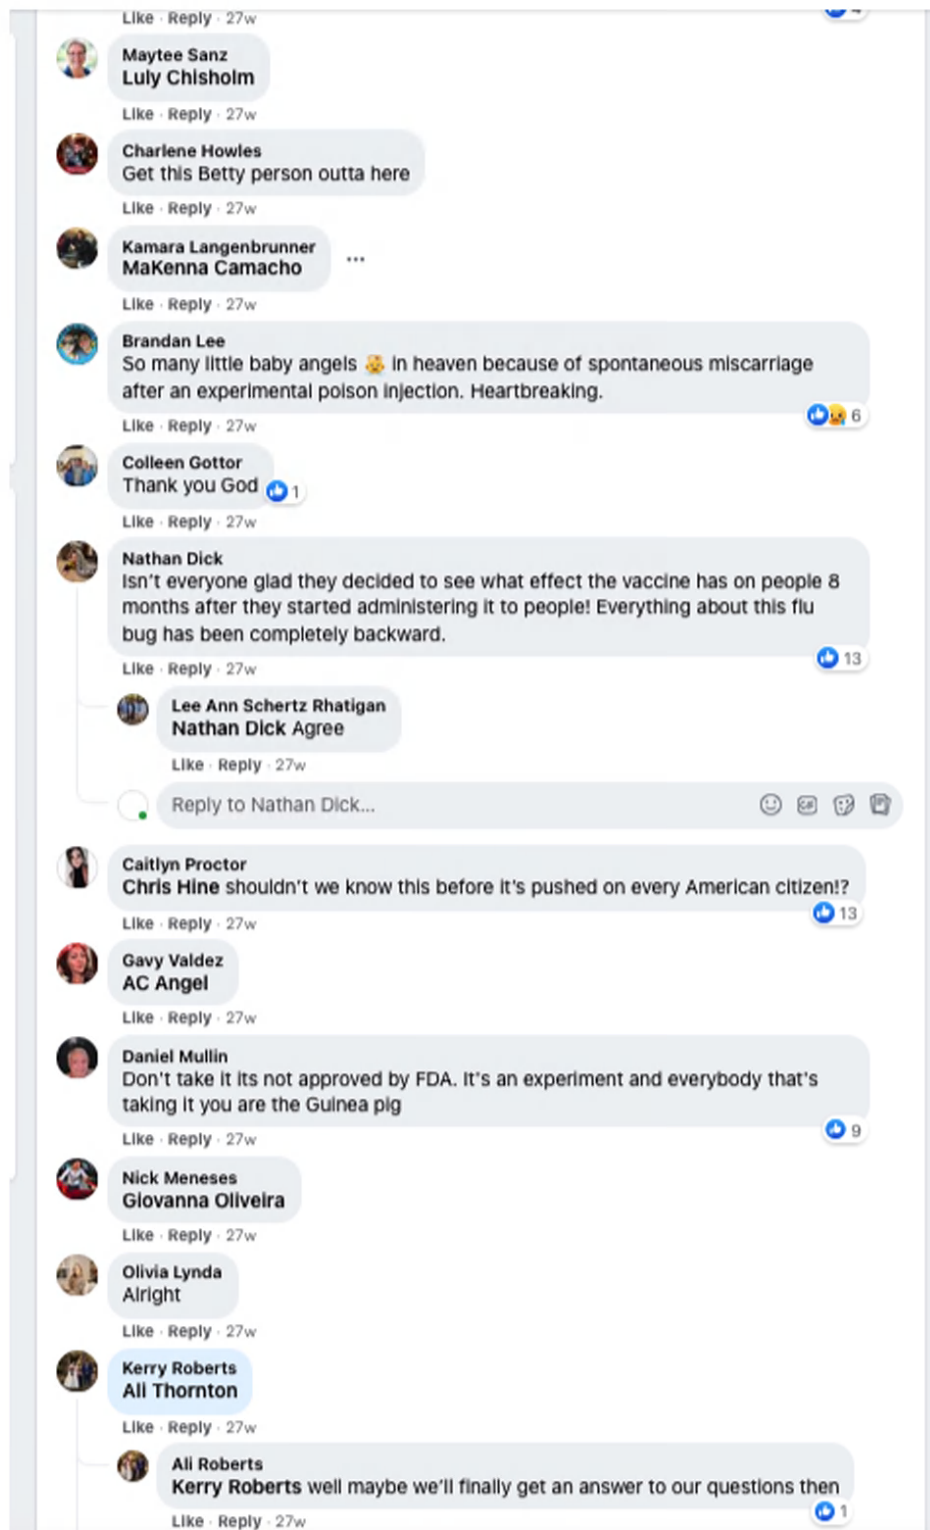 Like · Reply · 27w
4
Maytee Sanz
Luly Chisholm
Like · Reply · 27w
Charlene Howles
Get this Betty person outta here
Like · Reply · 27w
Kamara Langenbrunner
MaKenna Camacho
Like · Reply · 27w
Brandan Lee
So many little baby angels 👼 in heaven because of spontaneous miscarriage
after an experimental poison injection. Heartbreaking.
6
Like · Reply · 27w
Colleen Gottor
Thank you God
1
Like · Reply · 27w
Nathan Dick
Isn't everyone glad they decided to see what effect the vaccine has on people 8
months after they started administering it to people! Everything about this flu
bug has been completely backward.
13
Like · Reply · 27w
Lee Ann Schertz Rhatigan
Nathan Dick Agree
Like · Reply · 27w
Reply to Nathan Dick...
GIF
Caitlyn Proctor
Chris Hine shouldn't we know this before it's pushed on every American citizen!?
13
Like · Reply · 27w
Gavy Valdez
AC Angel
Like · Reply · 27w
Daniel Mullin
Don't take it its not approved by FDA. It's an experiment and everybody that's
taking it you are the Guinea pig
9
Like · Reply · 27w
Nick Meneses
Giovanna Oliveira
Like · Reply · 27w
Olivia Lynda
Alright
Like · Reply · 27w
Kerry Roberts
Ali Thornton
Like · Reply · 27w
Ali Roberts
Kerry Roberts well maybe we'll finally get an answer to our questions then
1
Like · Reply · 27w